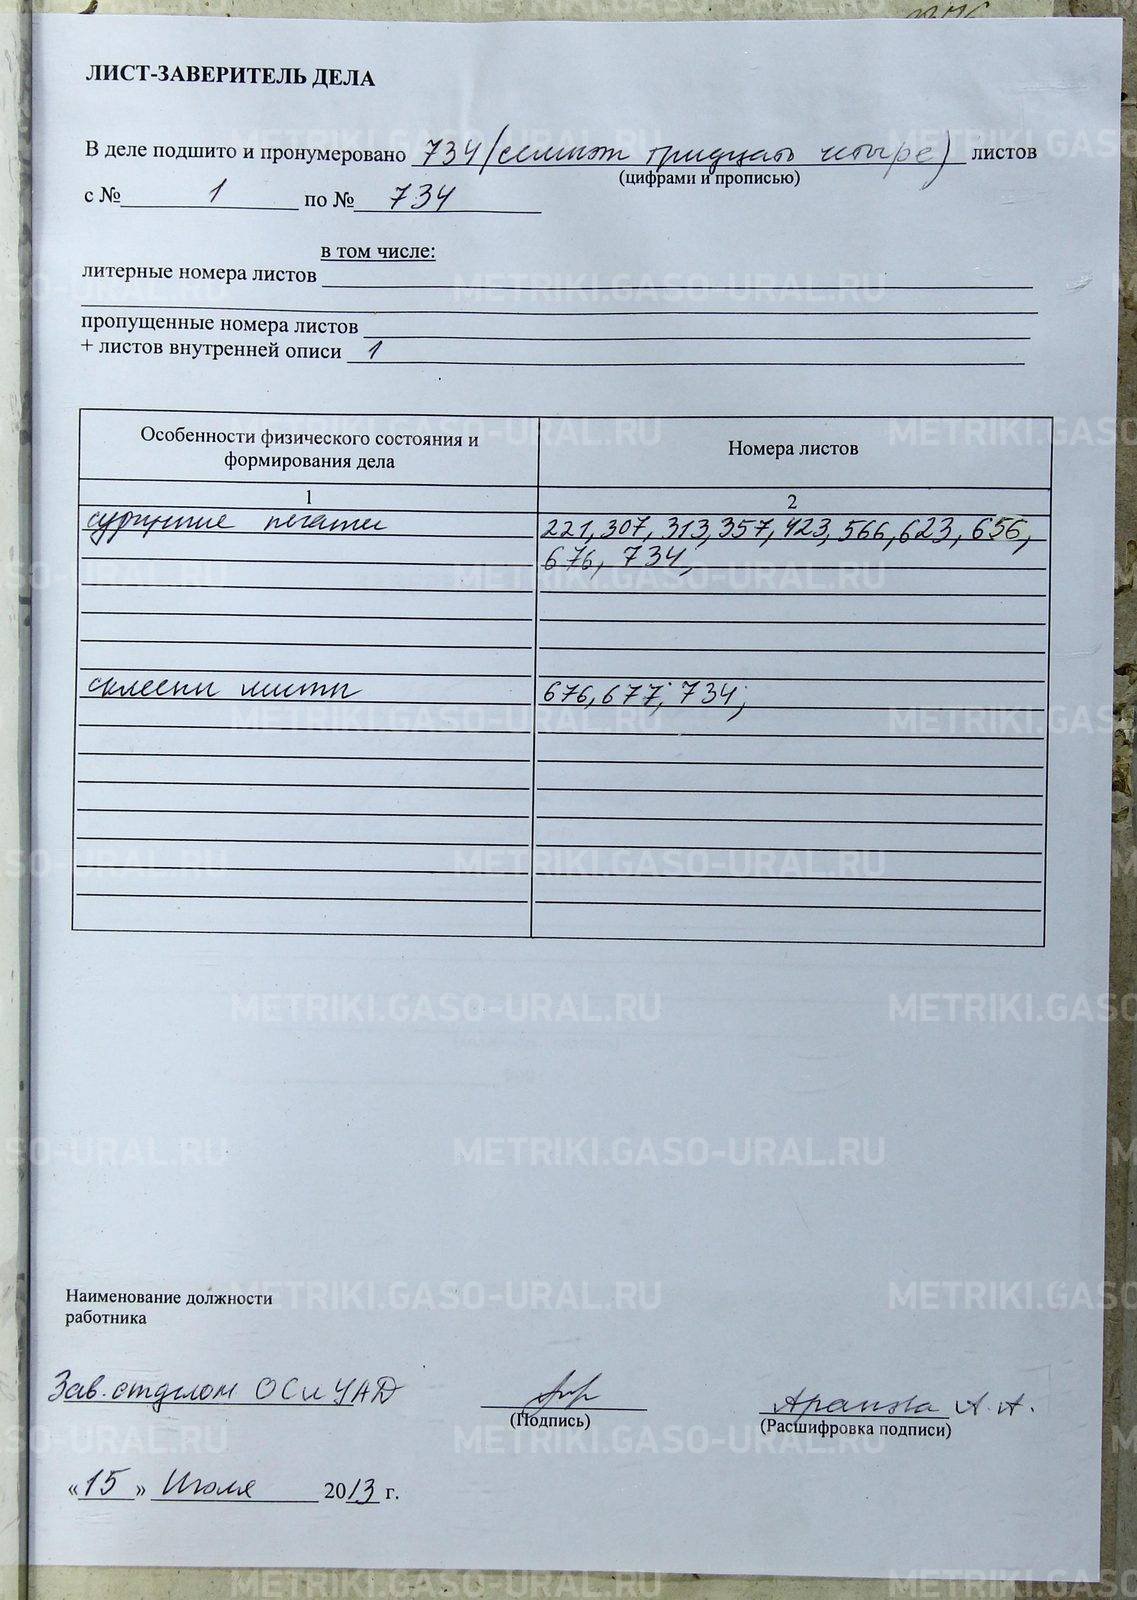 ЛИСТ-ЗАВЕРИТЕЛЬ ДЕЛА
В деле подшито и пронумеровано 734 (семьсот тридцать четыре) листов
(цифрами и прописью)
с № 1 по № 734
в том числе:
литерные номера листов
пропущенные номера листов
+ листов внутренней описи 1
Особенности физического состояния и формирования дела
Номера листов
1
2
сургучные печати 221, 307, 313, 357, 423, 566, 623, 656,
676, 734,
склеены листы 676, 677, 734;
Наименование должности
работника
Зав. отделом ОСиУАД
(Подпись)
А. А.
(Расшифровка подписи)
«15» Июля 2013 г.
METRIKI.GASO-URAL.RU